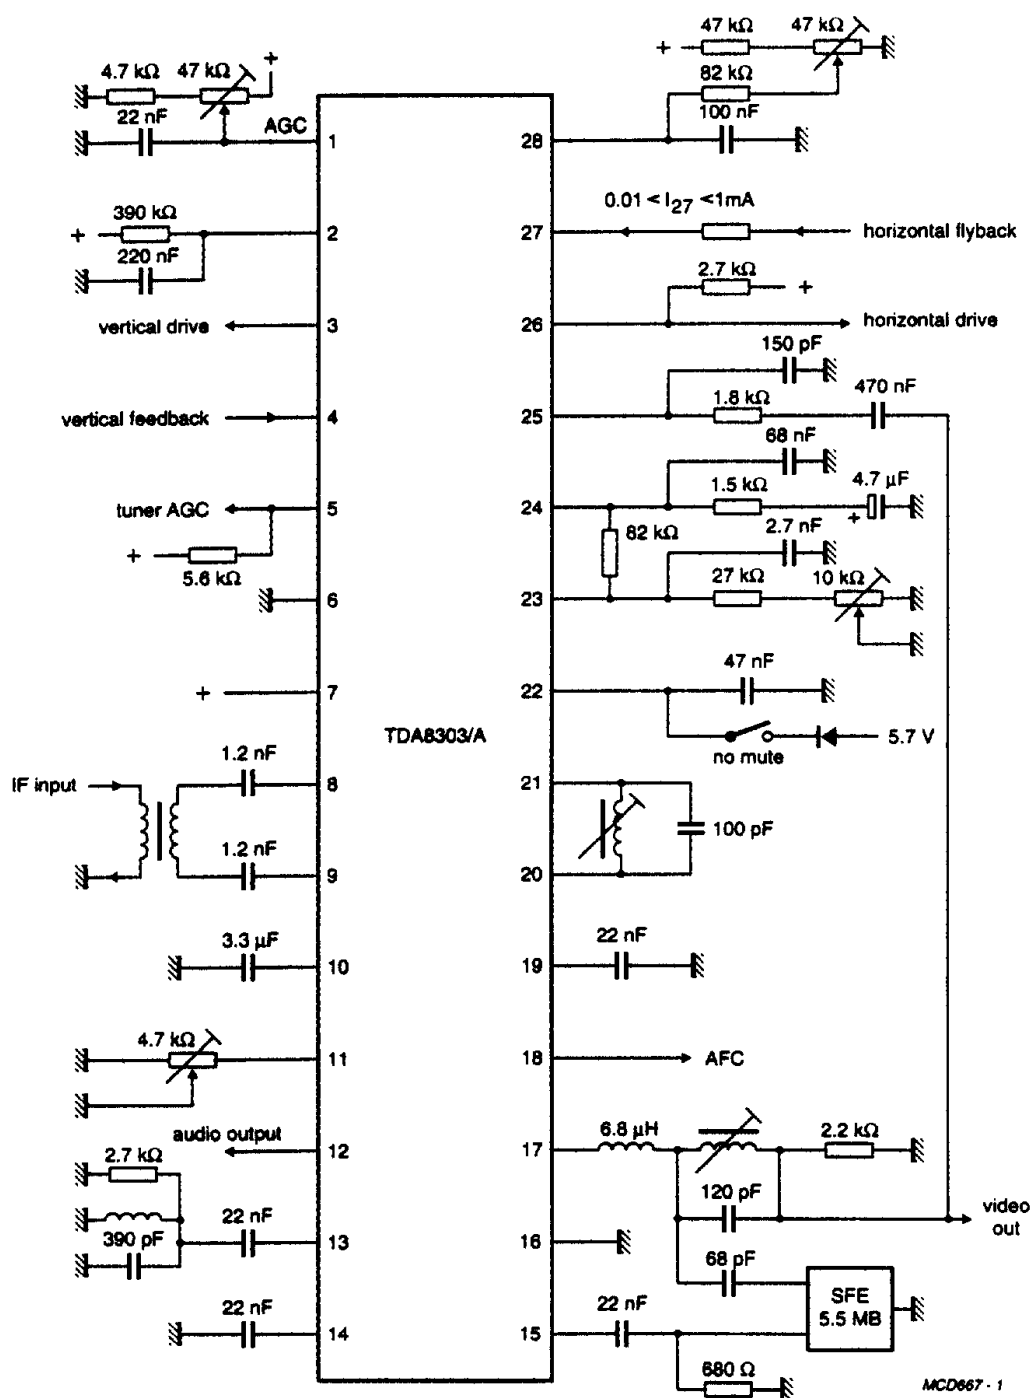 47 kΩ
47 kΩ
+
+
4.7 kΩ
47 kΩ
82 kΩ
22 nF
AGC
100 nF
1
28
390 kΩ
0.01 < I27 <1mA
+
2
27
horizontal flyback
220 nF
2.7 kΩ
+
vertical drive
3
26
horizontal drive
150 pF
470 nF
vertical feedback
4
25
1.8 kΩ
68 nF
tuner AGC
5
24
1.5 kΩ
4.7 µF
+
82 kΩ
2.7 nF
+
5.6 kΩ
27 kΩ
10 kΩ
6
23
47 nF
+
7
22
TDA8303/A
no mute
5.7 V
1.2 nF
IF input
8
21
100 pF
1.2 nF
9
20
3.3 µF
22 nF
10
19
4.7 kΩ
11
18
AFC
audio output
6.8 µH
2.2 kΩ
12
17
2.7 kΩ
120 pF
video
out
22 nF
390 pF
13
16
68 pF
SFE
5.5 MB
22 nF
22 nF
14
15
680 Ω
MCD667 - 1